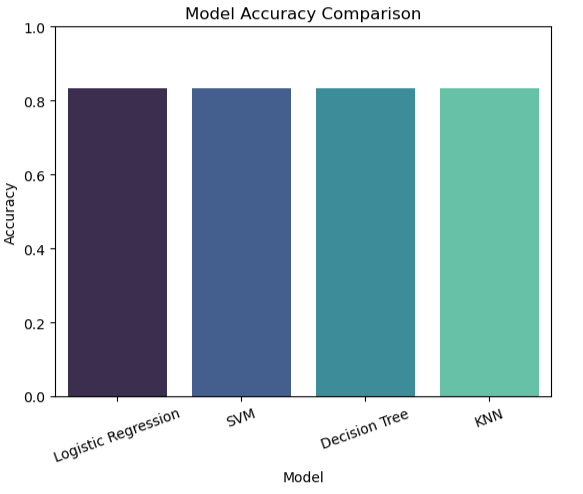 Model Accuracy Comparison
1.0
0.8
0.6
0.4
0.2
0.0
Accuracy
Logistic Regression
SVM
Decision Tree
KNN
Model